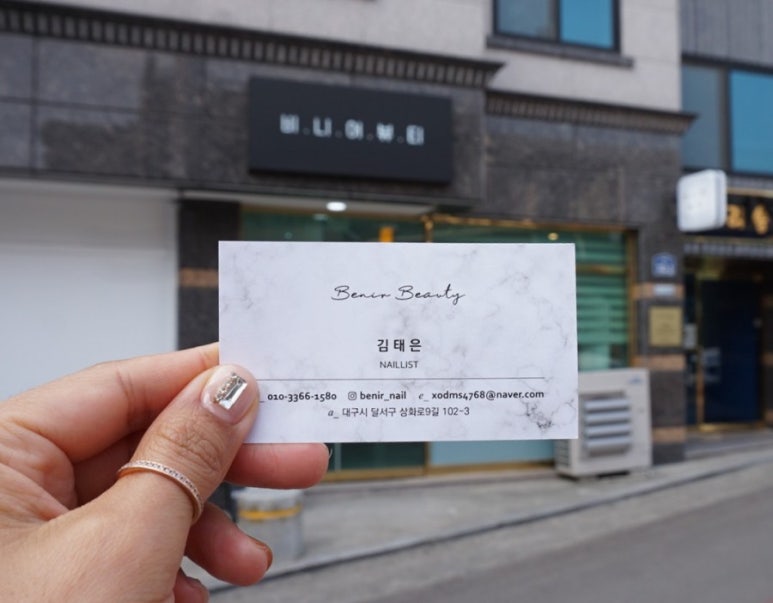 비.니.어.뷰.티
Benir Beauty
김태은
NAILLIST
_ 010-3366-1580 benir_nail e_ xodms4768@naver.com
a_ 대구시 달서구 상화로9길 102-3